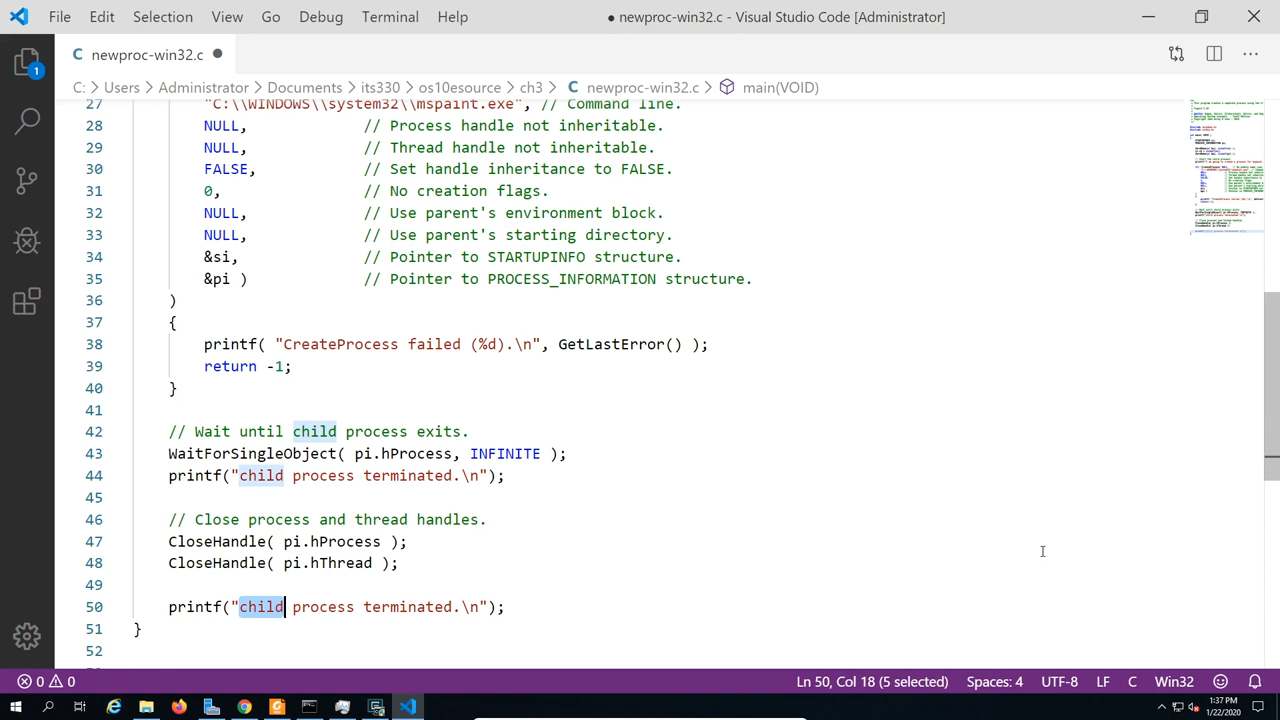 File Edit Selection View Go Debug Terminal Help
● newproc-win32.c - Visual Studio Code [Administrator]
C newproc-win32.c ●
1
C: > Users > Administrator > Documents > its330 > os10esource > ch3 > C newproc-win32.c > main(VOID)
27 "C:\\WINDOWS\\system32\\mspaint.exe", // Command line.
28 NULL, // Process handle not inheritable.
29 NULL, // Thread handle not inheritable.
30 FALSE, // Set handle inheritance to FALSE.
31 0, // No creation flags.
32 NULL, // Use parent's environment block.
33 NULL, // Use parent's starting directory.
34 &si, // Pointer to STARTUPINFO structure.
35 &pi ) // Pointer to PROCESS_INFORMATION structure.
36 )
37 {
38 printf( "CreateProcess failed (%d).\n", GetLastError() );
39 return -1;
40 }
41
42 // Wait until child process exits.
43 WaitForSingleObject( pi.hProcess, INFINITE );
44 printf("child process terminated.\n");
45
46 // Close process and thread handles.
47 CloseHandle( pi.hProcess );
48 CloseHandle( pi.hThread );
49
50 printf("child process terminated.\n");
51 }
52
0 0 Ln 50, Col 18 (5 selected) Spaces: 4 UTF-8 LF C Win32
1:37 PM
1/22/2020